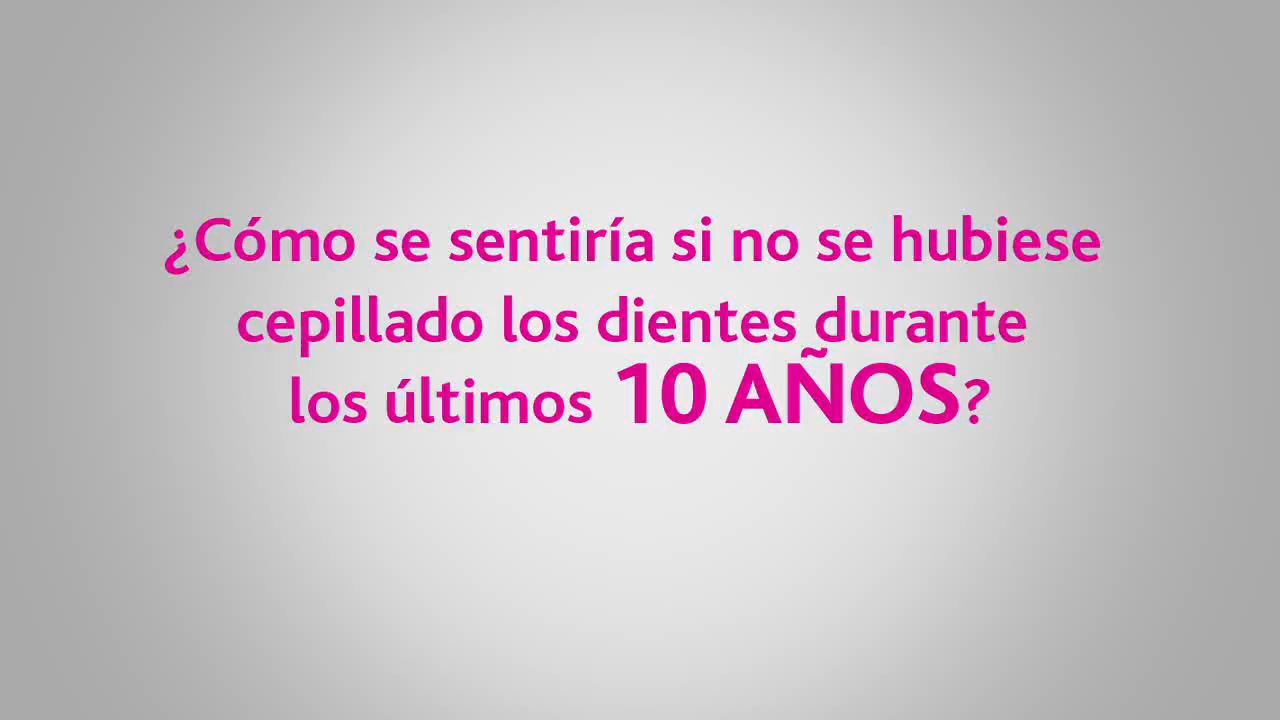 ¿Cómo se sentiría si no se hubiese
cepillado los dientes durante
los últimos 10 AÑOS?